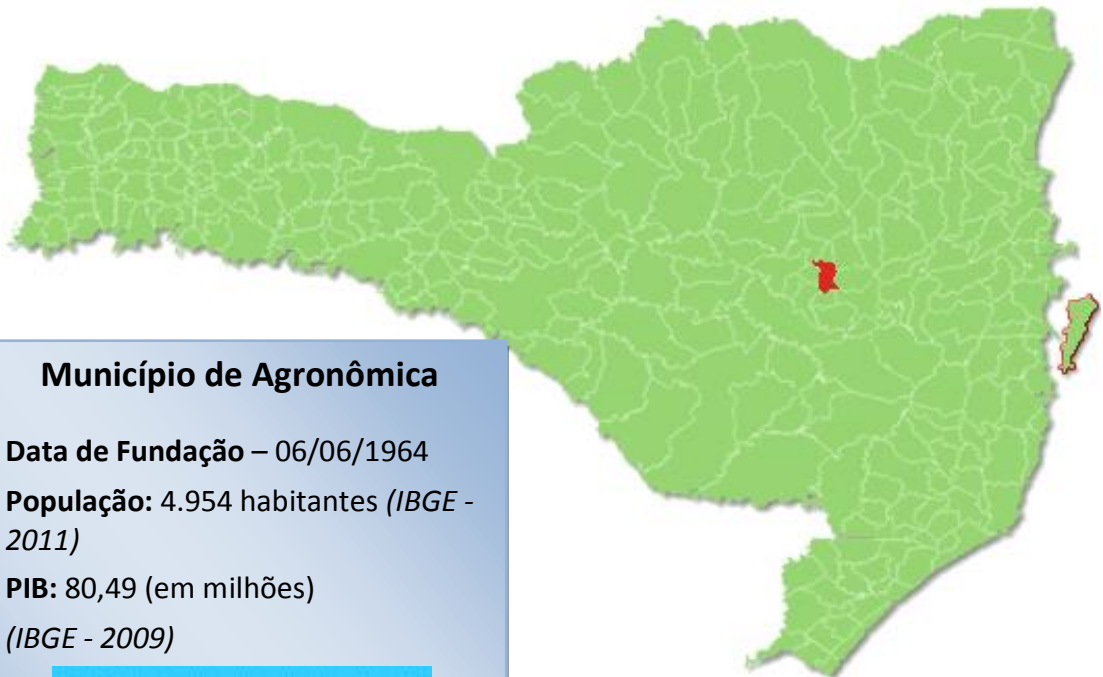 Município de Agronômica
Data de Fundação – 06/06/1964
População: 4.954 habitantes (IBGE -
2011)
PIB: 80,49 (em milhões)
(IBGE - 2009)